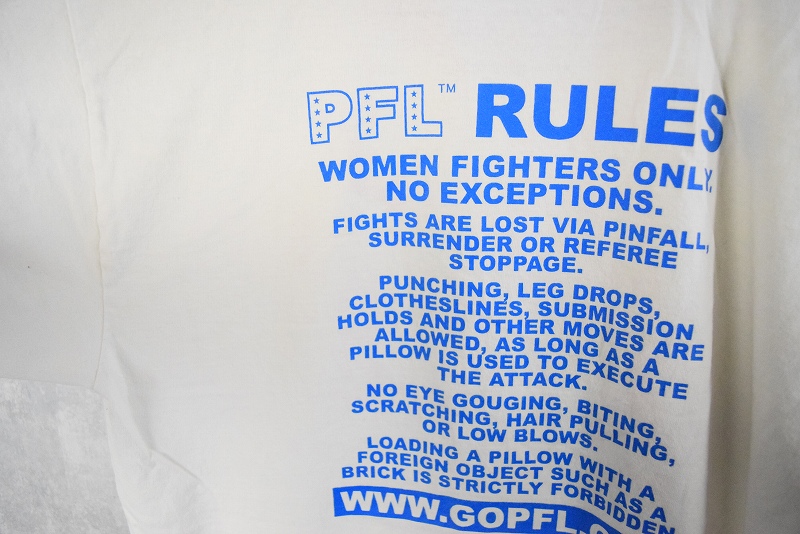 PFL™ RULES
WOMEN FIGHTERS ONLY.
NO EXCEPTIONS.
FIGHTS ARE LOST VIA PINFALL,
SURRENDER OR REFEREE
STOPPAGE.
PUNCHING, LEG DROPS,
CLOTHESLINES, SUBMISSION
HOLDS AND OTHER MOVES ARE
ALLOWED, AS LONG AS A
PILLOW IS USED TO EXECUTE
THE ATTACK.
NO EYE GOUGING, BITING,
SCRATCHING, HAIR PULLING,
OR LOW BLOWS.
LOADING A PILLOW WITH A
FOREIGN OBJECT SUCH AS A
BRICK IS STRICTLY FORBIDDEN
WWW.GOPFL.